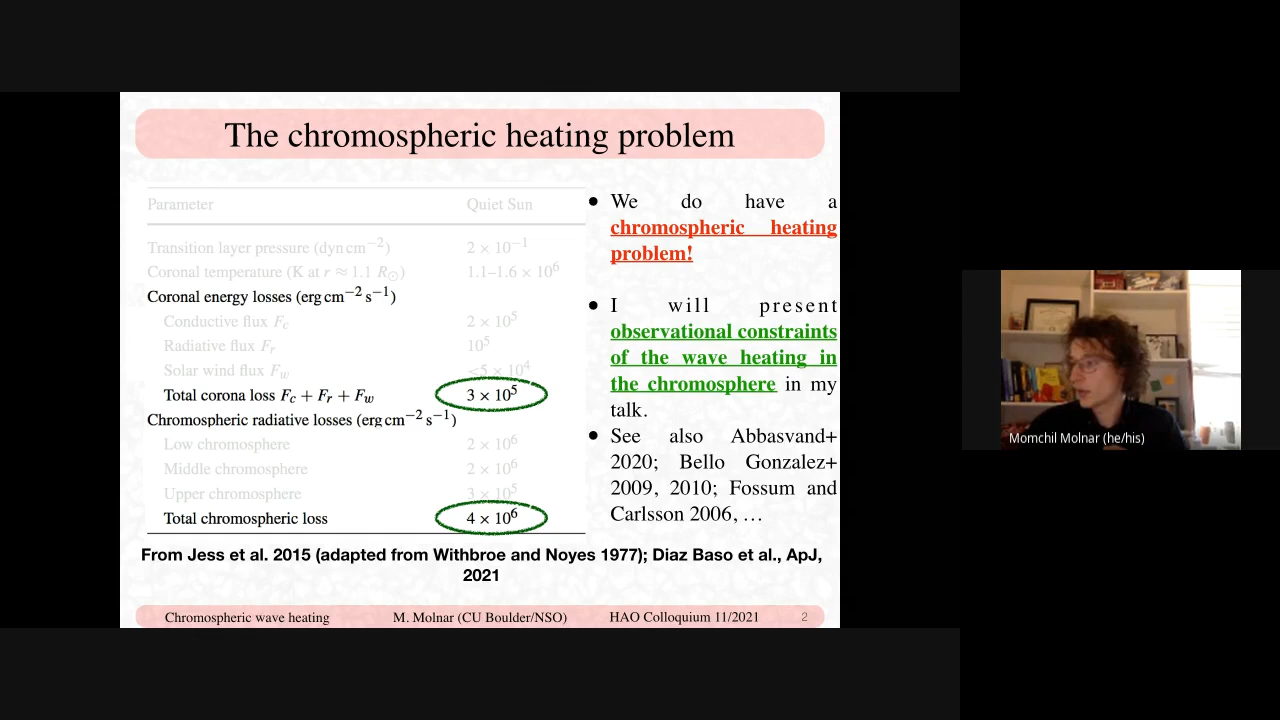 The chromospheric heating problem
Parameter Quiet Sun
Transition layer pressure (dyn cm⁻²) 2 × 10⁻¹
Coronal temperature (K at r ≈ 1.1 R☉) 1.1–1.6 × 10⁶
Coronal energy losses (erg cm⁻² s⁻¹)
Conductive flux F_c 2 × 10⁵
Radiative flux F_r 10⁵
Solar wind flux F_w <5 × 10⁴
Total corona loss F_c + F_r + F_w 3 × 10⁵
Chromospheric radiative losses (erg cm⁻² s⁻¹)
Low chromosphere 2 × 10⁶
Middle chromosphere 2 × 10⁶
Upper chromosphere 3 × 10⁵
Total chromospheric loss 4 × 10⁶
• We do have a
chromospheric heating
problem!
• I will present
observational constraints
of the wave heating in
the chromosphere in my
talk.
• See also Abbasvand+
2020; Bello Gonzalez+
2009, 2010; Fossum and
Carlsson 2006, …
From Jess et al. 2015 (adapted from Withbroe and Noyes 1977); Diaz Baso et al., ApJ,
2021
Chromospheric wave heating M. Molnar (CU Boulder/NSO) HAO Colloquium 11/2021 2
Momchil Molnar (he/his)